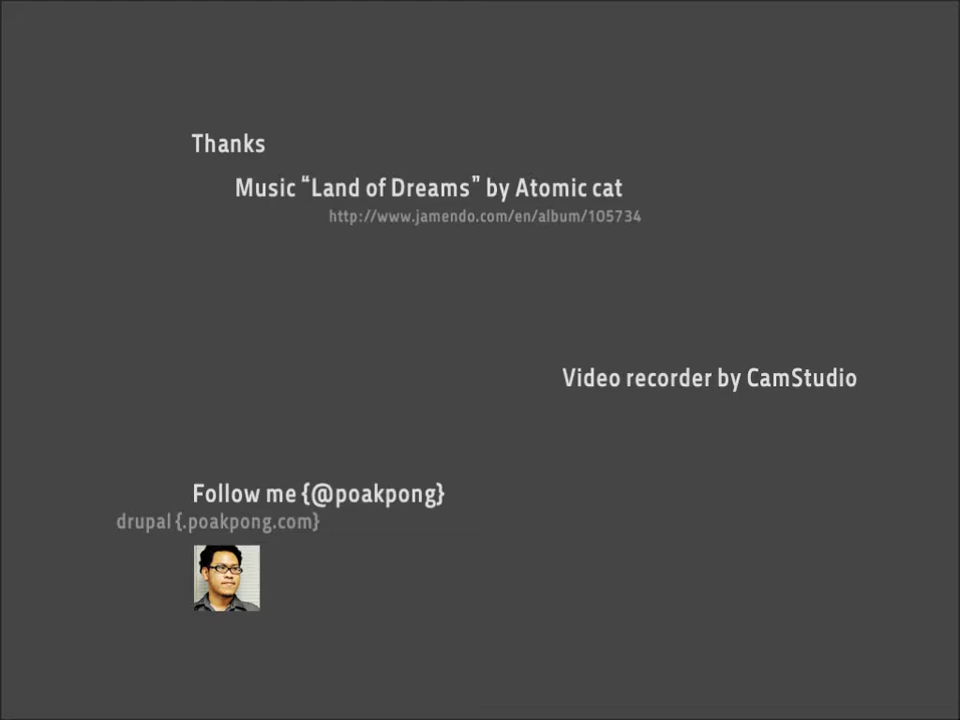 Thanks
Music “Land of Dreams” by Atomic cat
http://www.jamendo.com/en/album/105734
Video recorder by CamStudio
Follow me {@poakpong}
drupal {.poakpong.com}